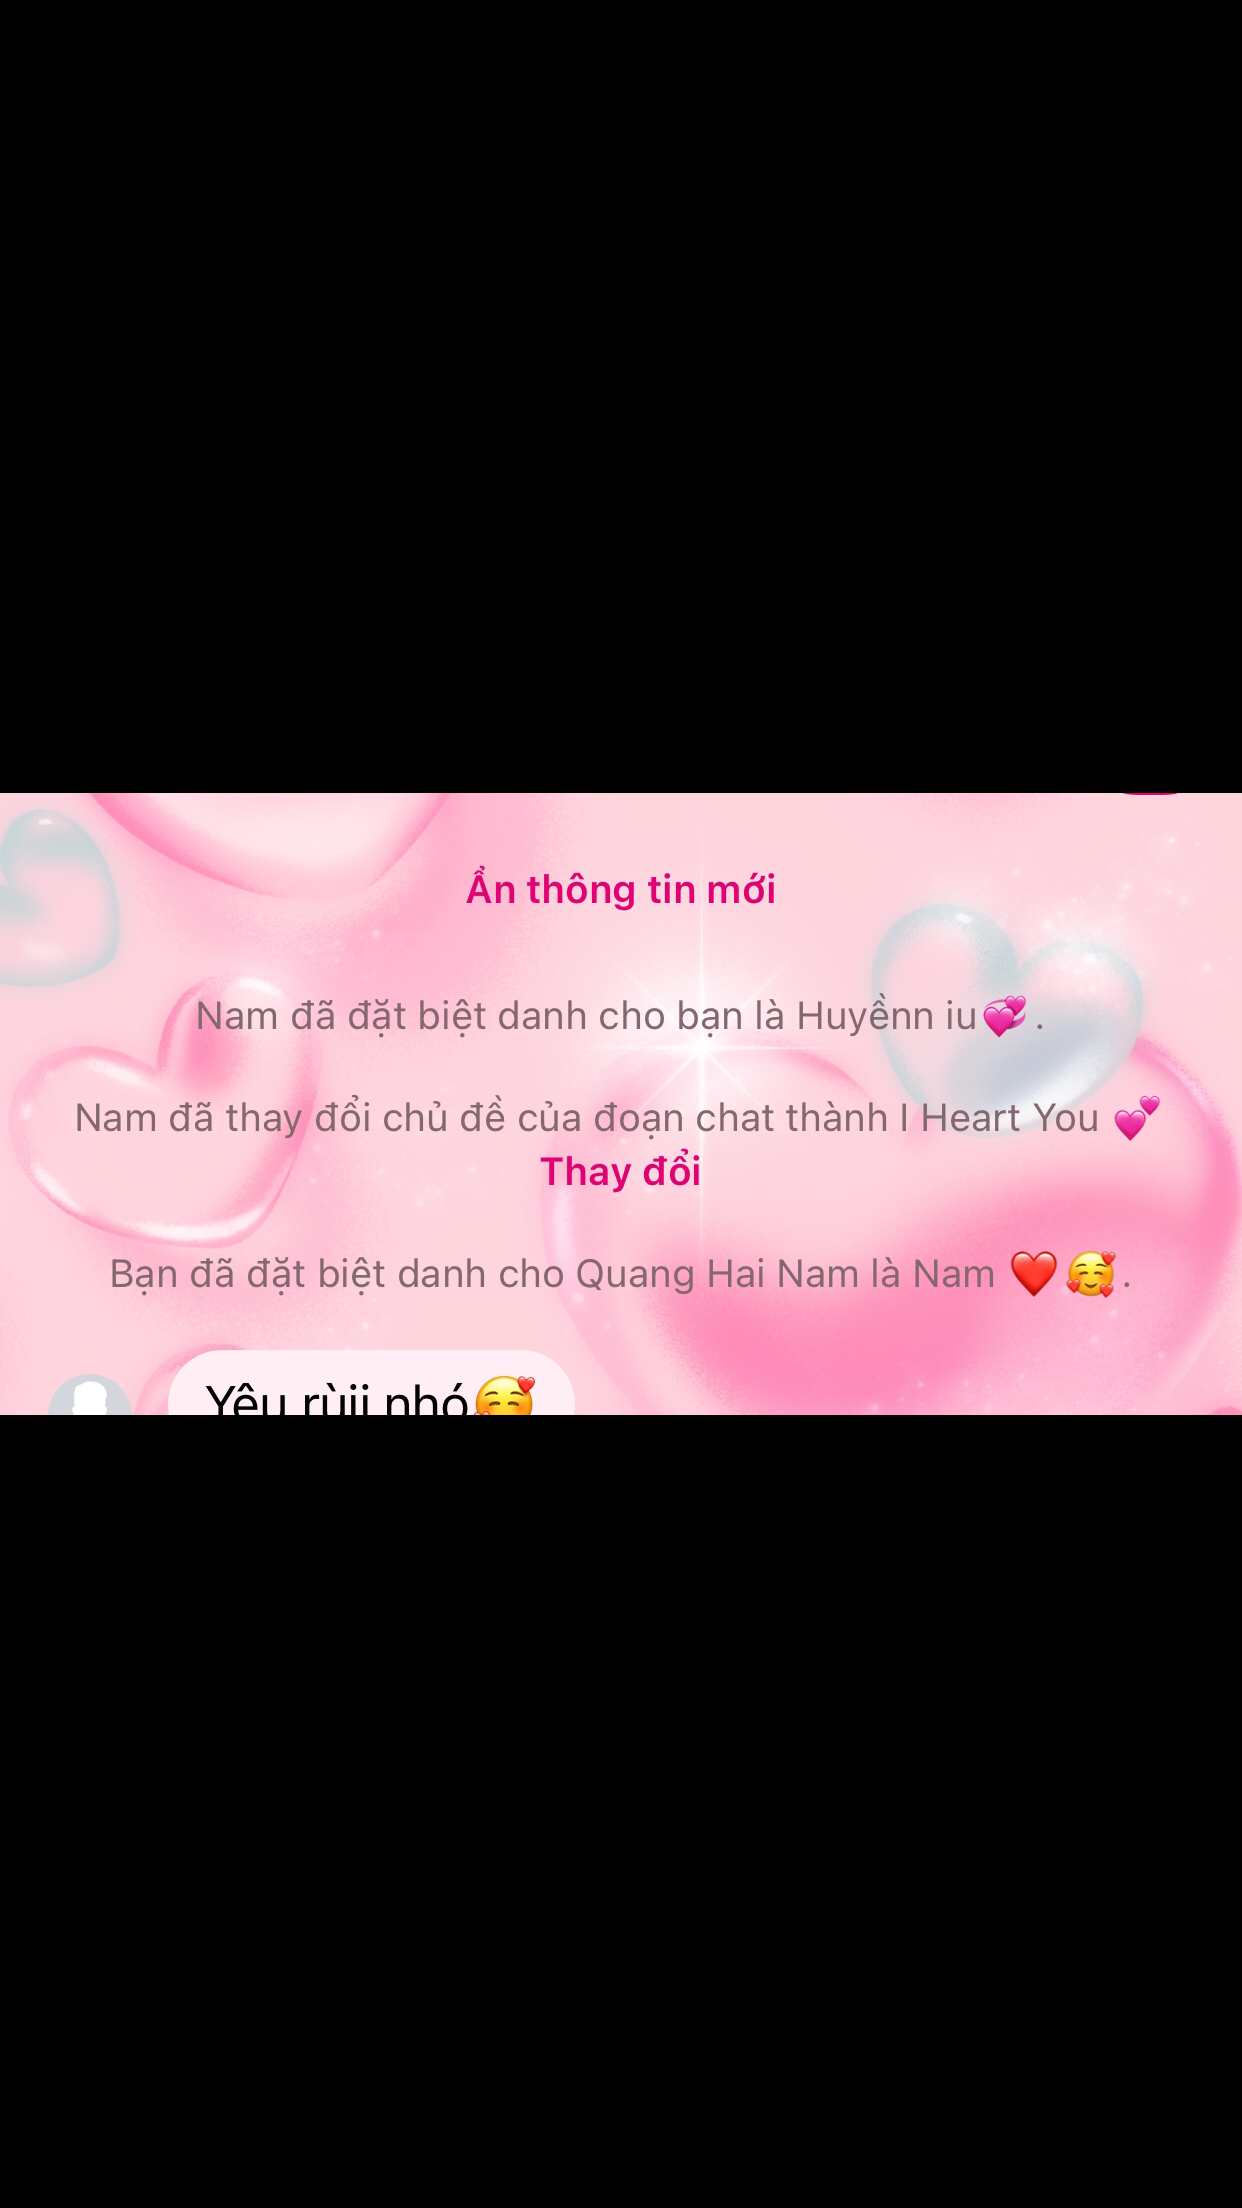 Ẩn thông tin mới
Nam đã đặt biệt danh cho bạn là Huyềnn iu💞 .
Nam đã thay đổi chủ đề của đoạn chat thành I Heart You 💕
Thay đổi
Bạn đã đặt biệt danh cho Quang Hai Nam là Nam ❤️🥰.
Yêu rùii nhó🥰